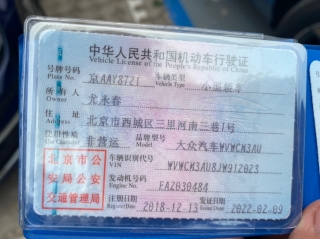 中华人民共和国机动车行驶证
Vehicle License of the People's Republic of China
号牌号码 Plate No. 京AAY8721 车辆类型 Vehicle Type 小型轿车
所有人 Owner 尤永春
住址 Address 北京市西城区三里河南三巷1号
使用性质 Use Character 非营运 品牌型号 Model 大众汽车WVWCM3AU
北京市公安局公安交通管理局
车辆识别代号 VIN WVWCM3AU8JW912023
发动机号码 Engine No. EA2030484
注册日期 Register Date 2018-12-13 发证日期 Issue Date 2022-02-09